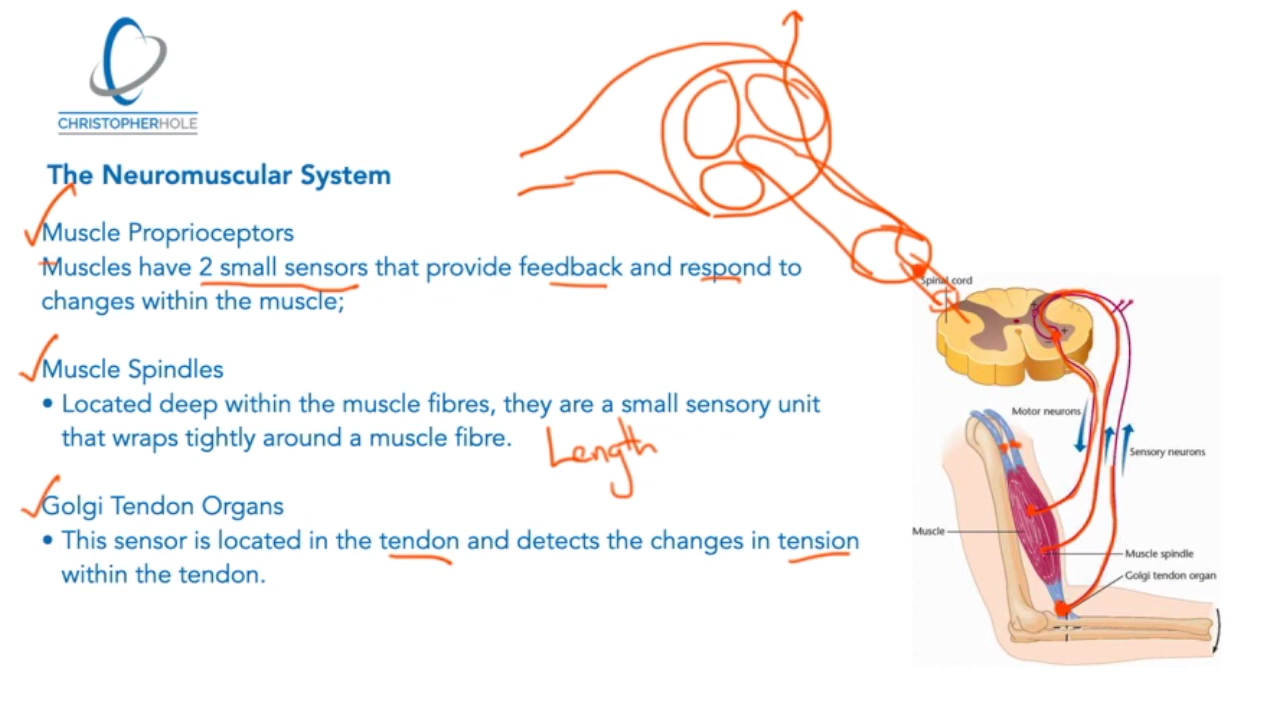 CHRISTOPHERHOLE
The Neuromuscular System
Muscle Proprioceptors
Muscles have 2 small sensors that provide feedback and respond to
changes within the muscle;
Muscle Spindles
• Located deep within the muscle fibres, they are a small sensory unit
that wraps tightly around a muscle fibre.
Length
Golgi Tendon Organs
• This sensor is located in the tendon and detects the changes in tension
within the tendon.
Spinal cord
Motor neurons
Sensory neurons
Muscle
Muscle spindle
Golgi tendon organ